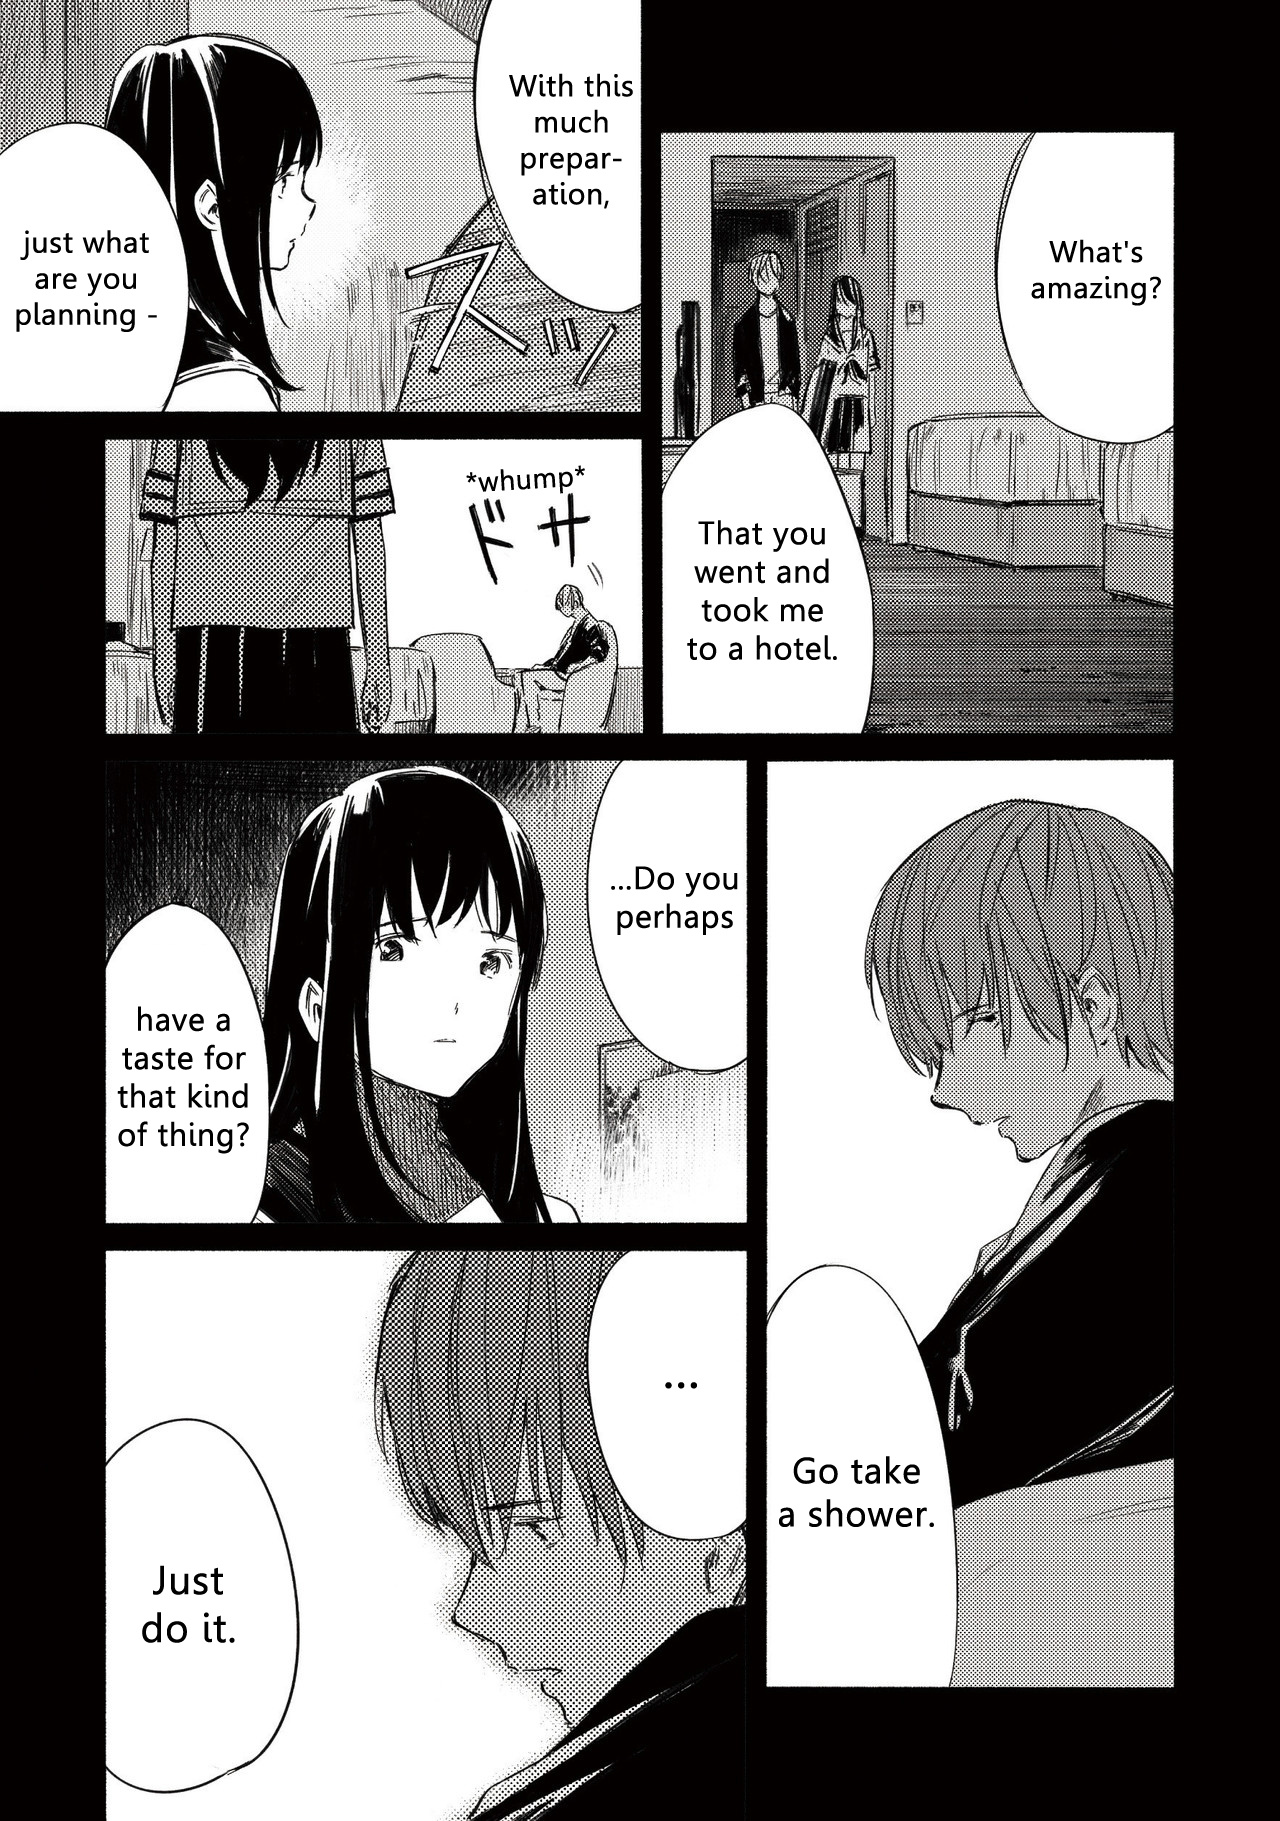 What's
amazing?
That you
went and
took me
to a hotel.
With this
much
prepar-
ation,
just what
are you
planning -
ズッ
*whump*
ドサ
Go take
a shower.
...Do you
perhaps
have a
taste for
that kind
of thing?
...
Just
do it.